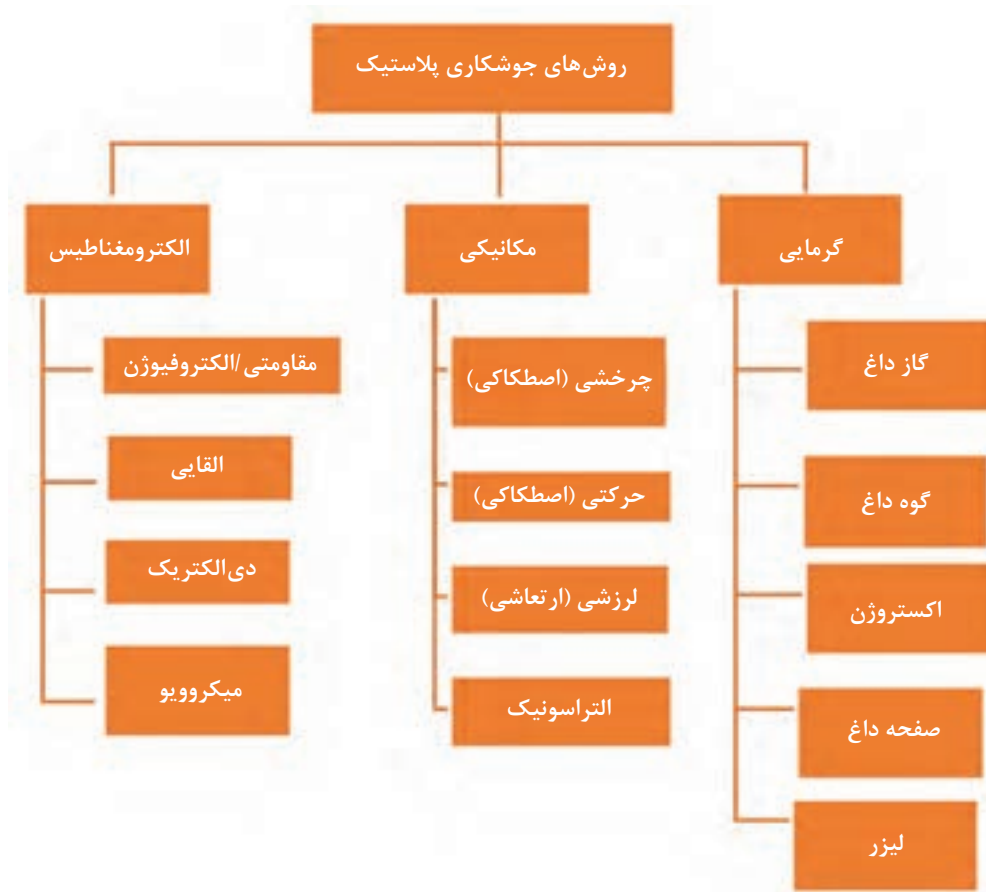 روش‌های جوشکاری پلاستیک
گرمایی
گاز داغ
گوه داغ
اکستروژن
صفحه داغ
لیزر
مکانیکی
چرخشی (اصطکاکی)
حرکتی (اصطکاکی)
لرزشی (ارتعاشی)
التراسونیک
الکترومغناطیس
مقاومتی/الکتروفیوژن
القایی
دی‌الکتریک
میکروویو